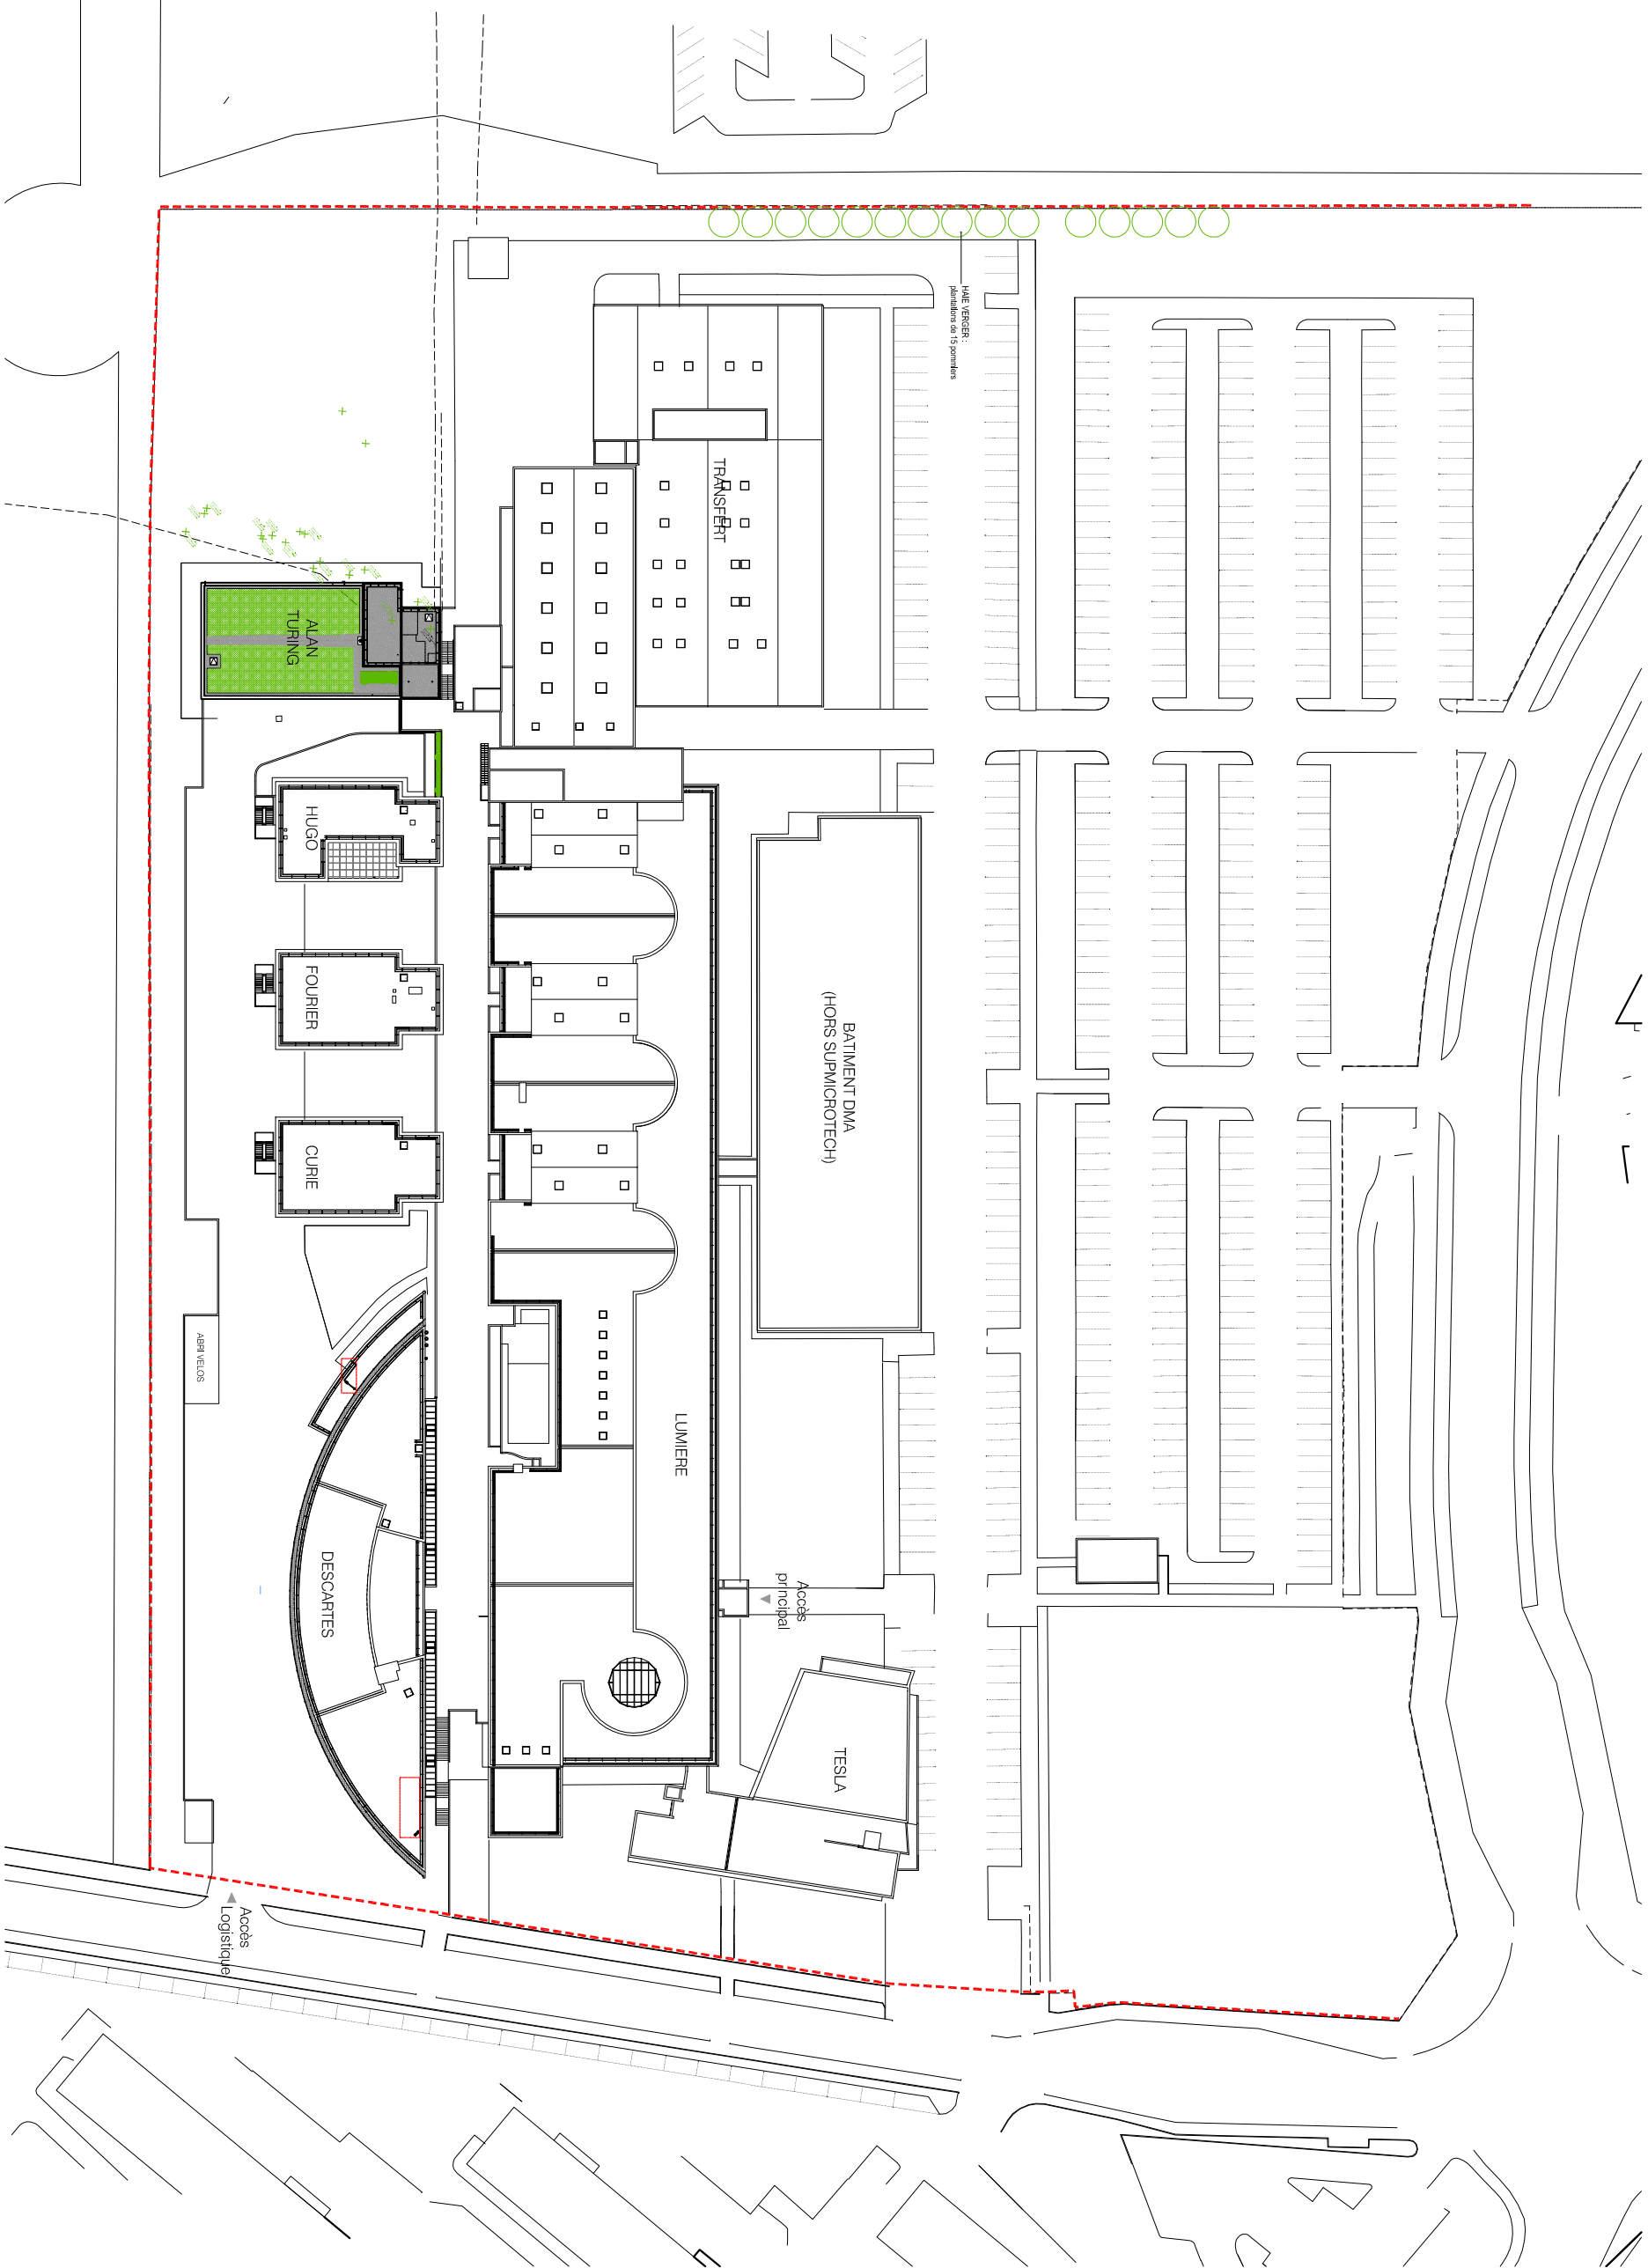 HAIE VERGER :
plantations de 15 pommiers
TRANSFERT
ALAN
TURING
HUGO
FOURIER
CURIE
BATIMENT DMA
(HORS SUPMICROTECH)
ABRI VELOS
LUMIERE
DESCARTES
Accès
principal
TESLA
Accès
Logistique